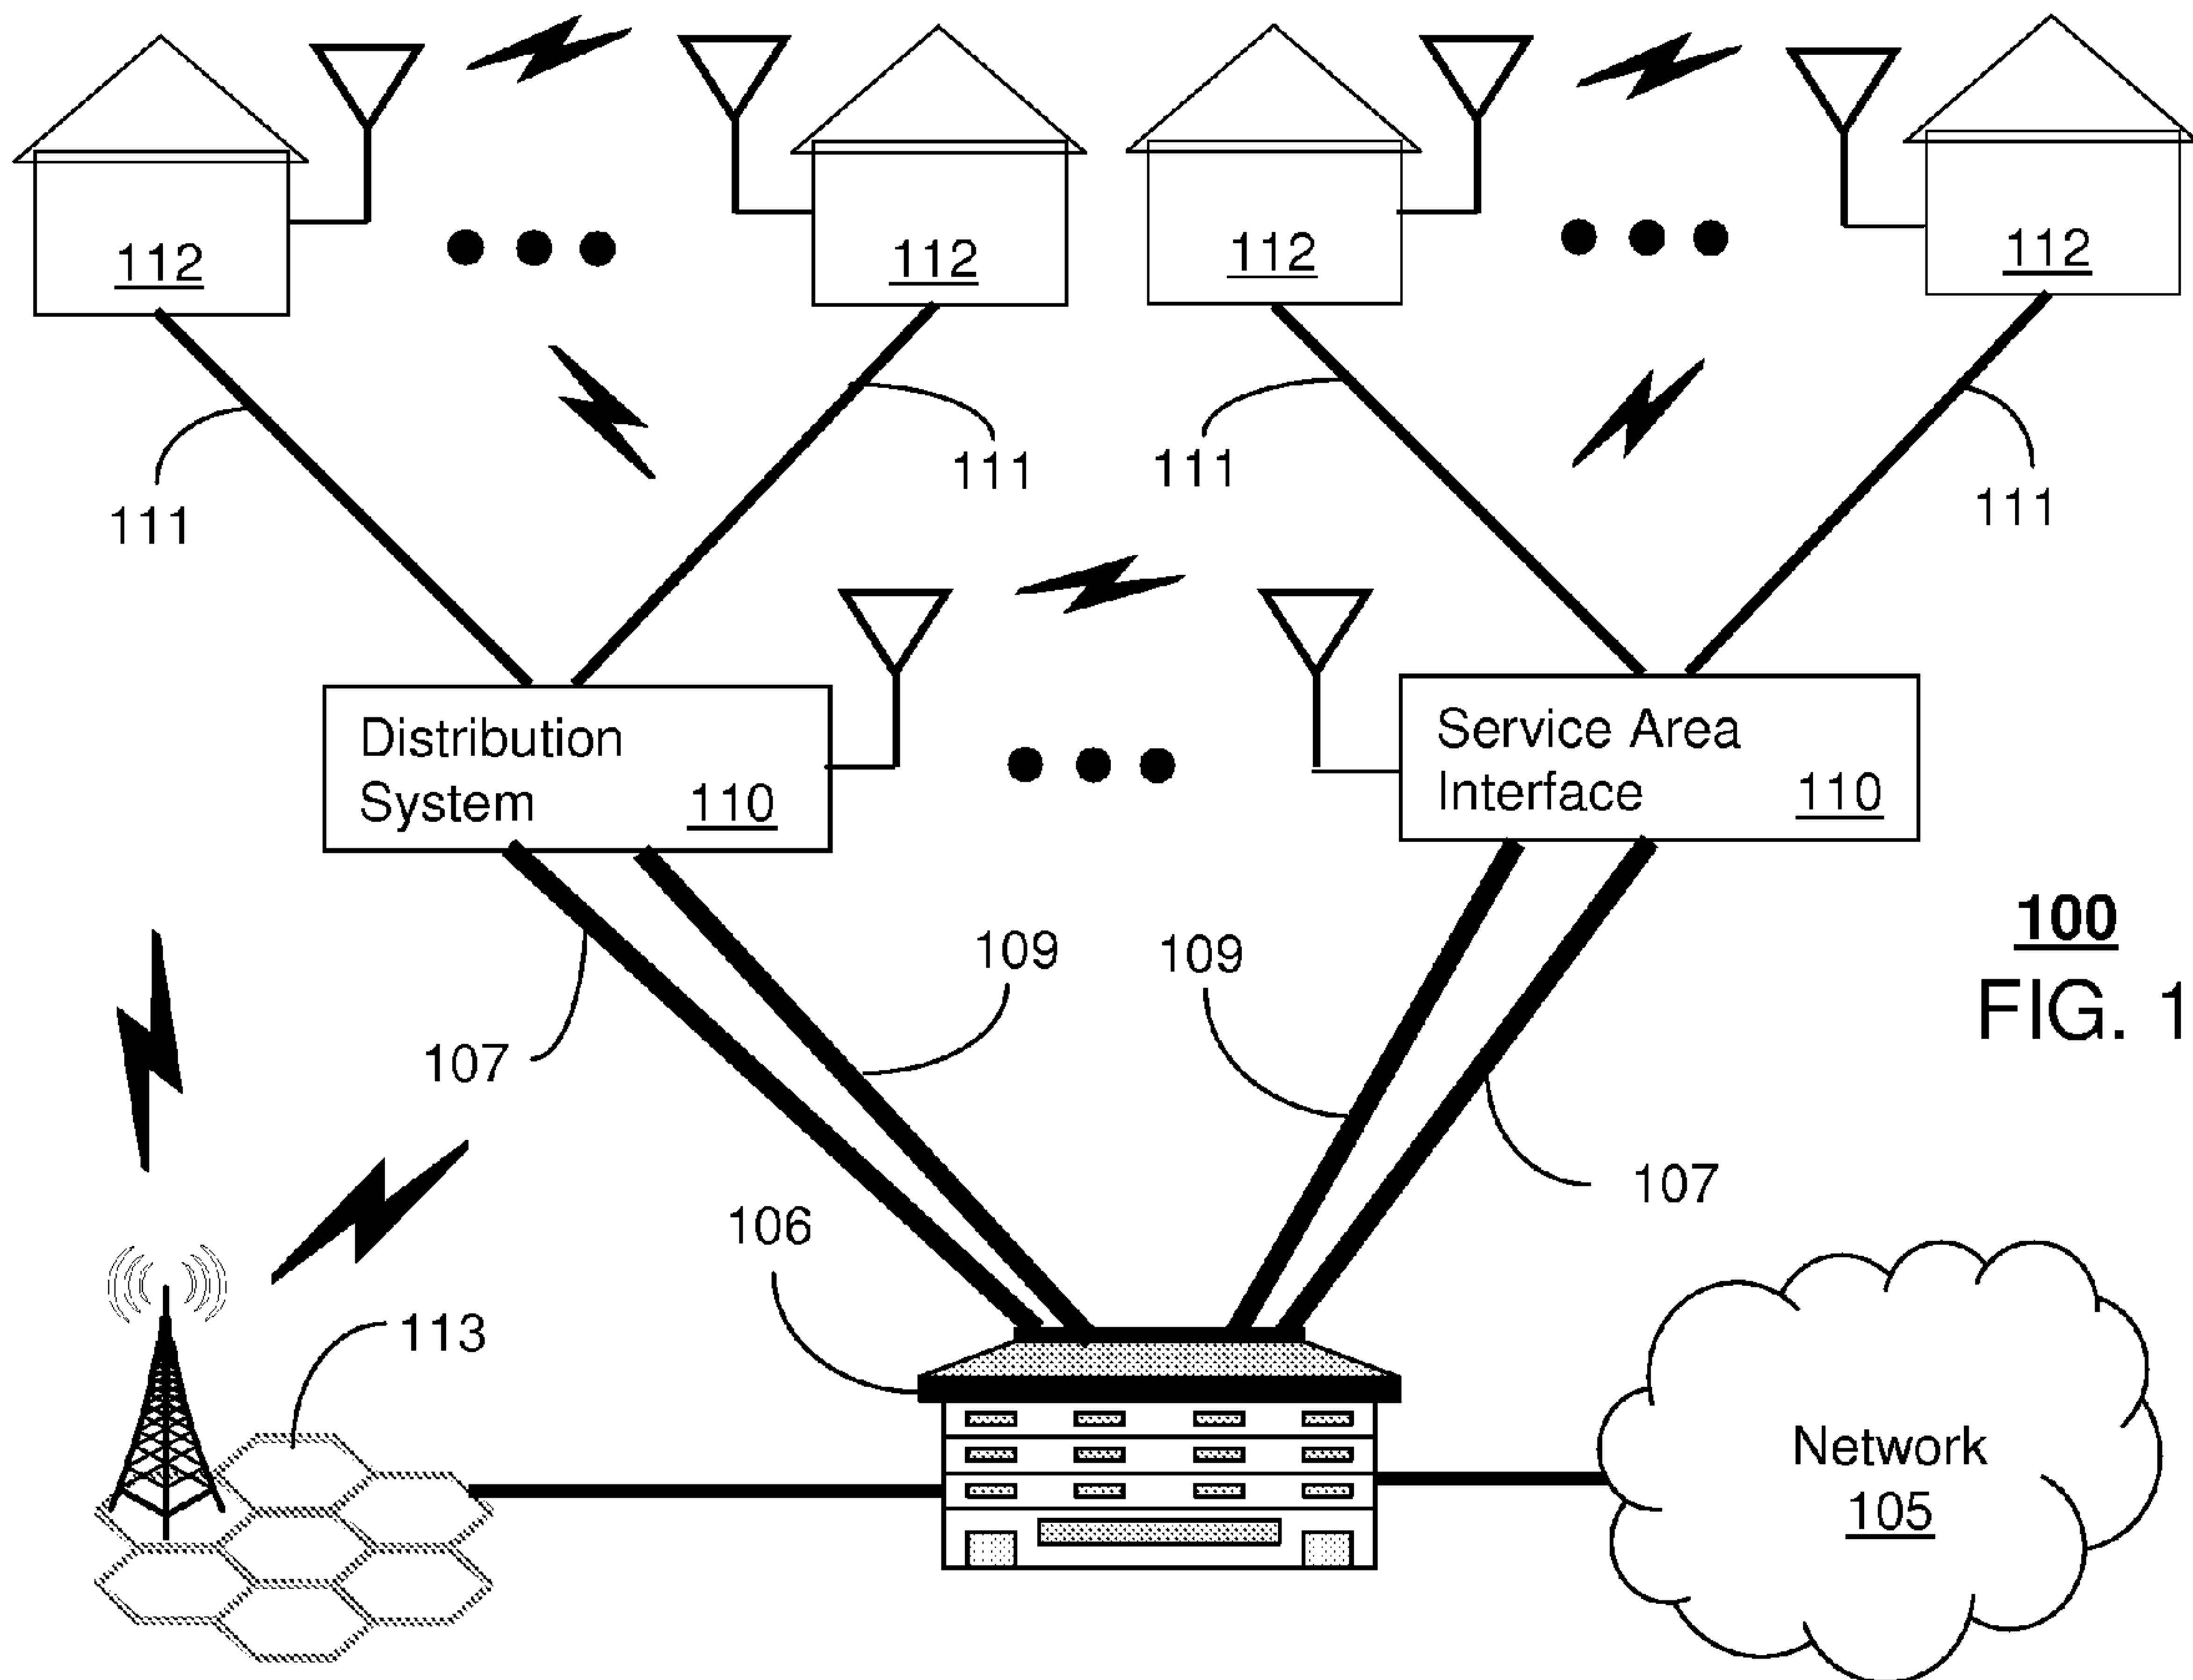 112
112
112
112
111
111
111
111
Distribution
System 110
Service Area
Interface 110
100
FIG. 1
109
109
107
107
106
113
Network
105